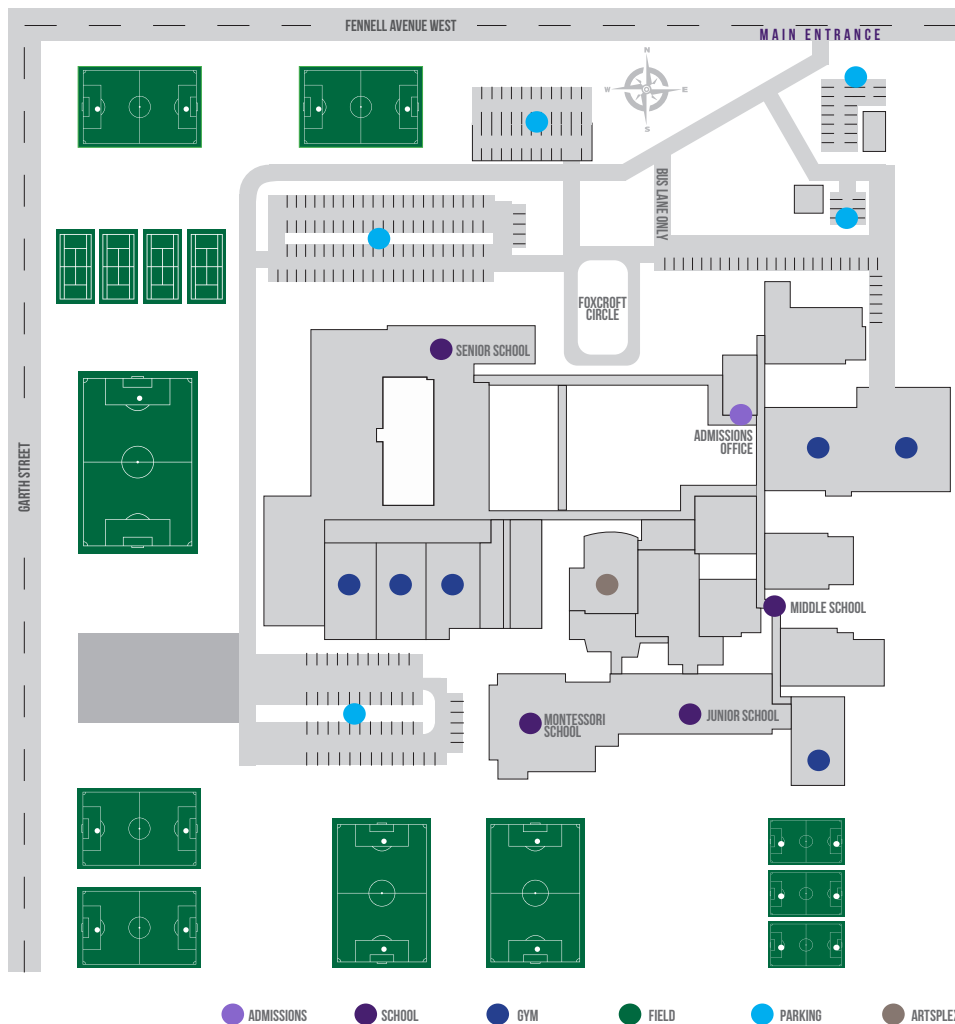 FENNELL AVENUE WEST
MAIN ENTRANCE
N
W E
S
BUS LANE ONLY
FOXCROFT
CIRCLE
SENIOR SCHOOL
ADMISSIONS
OFFICE
GARTH STREET
MIDDLE SCHOOL
MONTESSORI
SCHOOL
JUNIOR SCHOOL
ADMISSIONS SCHOOL GYM FIELD PARKING ARTSPLEX